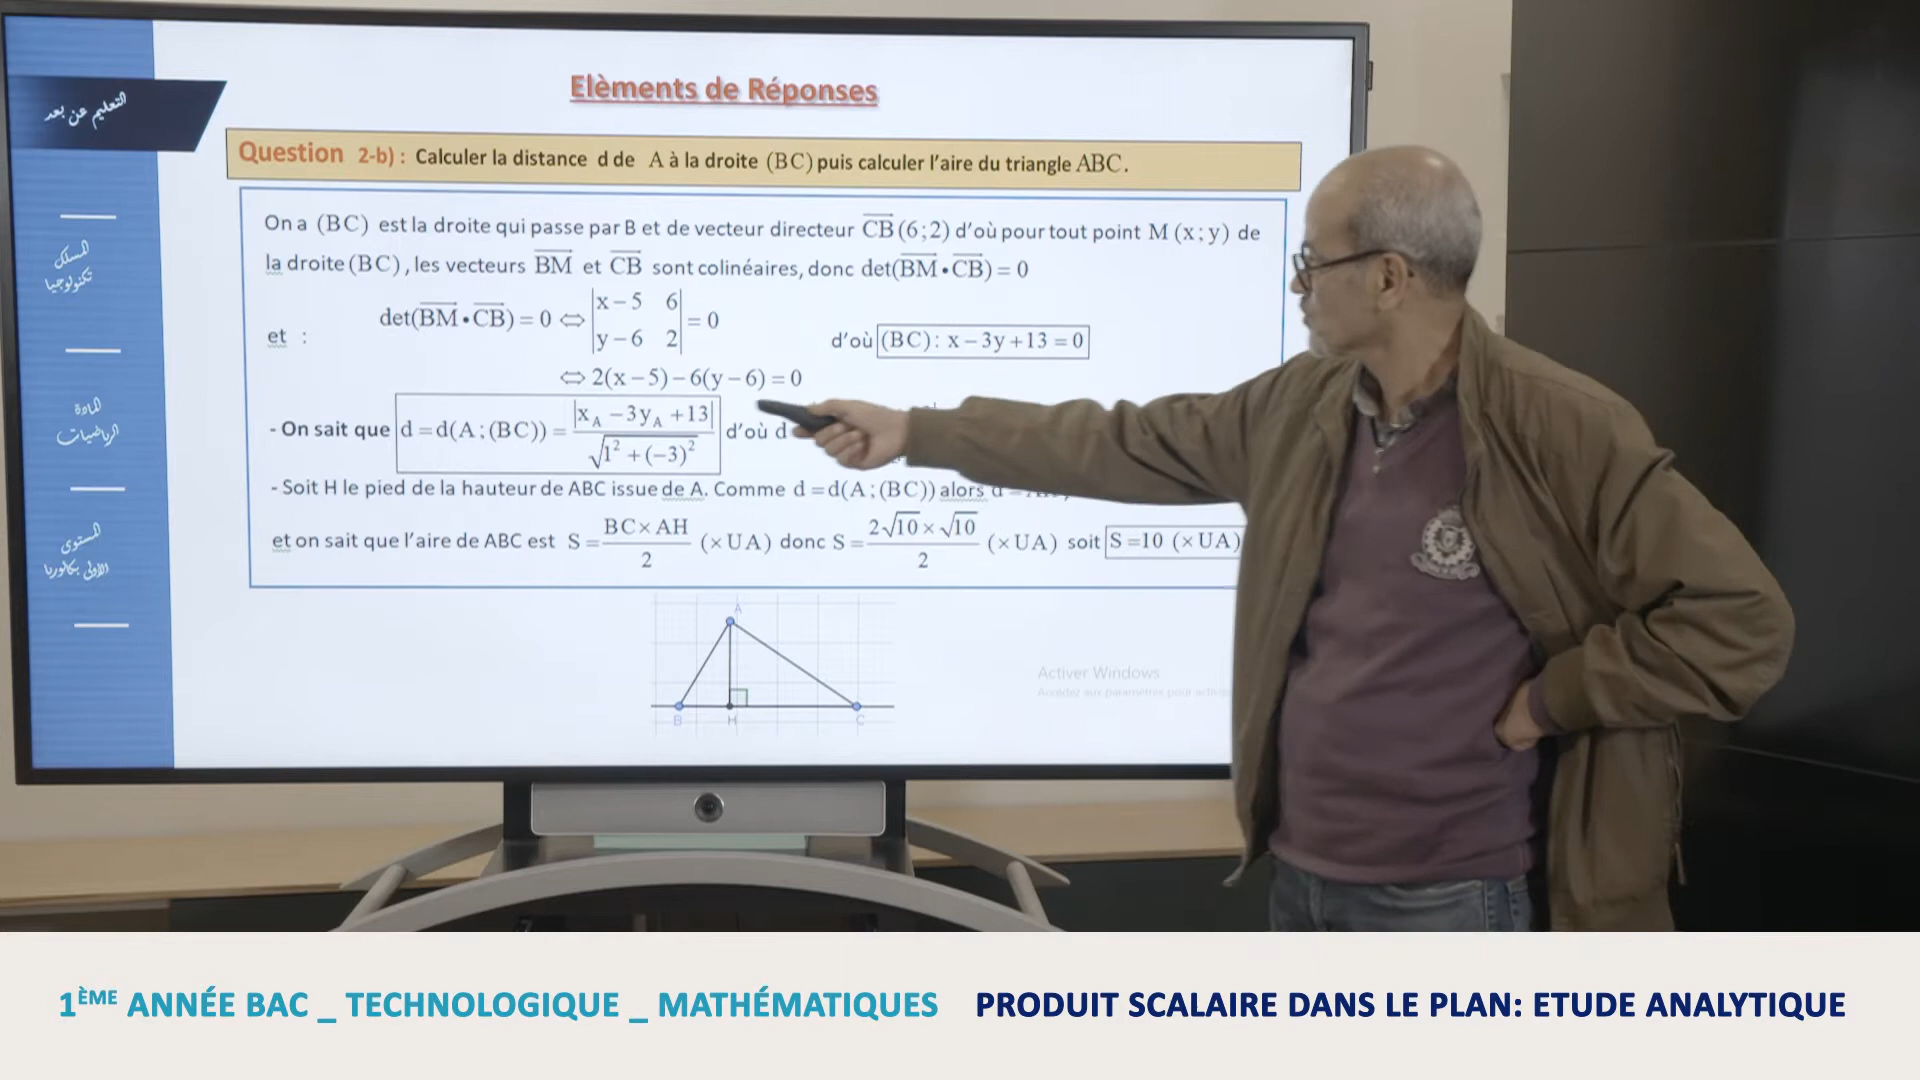 Elèments de Réponses
التعليم عن بعد
Question 2-b) : Calculer la distance d de A à la droite (BC) puis calculer l'aire du triangle ABC.
On a (BC) est la droite qui passe par B et de vecteur directeur CB (6;2) d'où pour tout point M (x;y) de
la droite (BC), les vecteurs BM et CB sont colinéaires, donc det(BM•CB) = 0
et : det(BM•CB) = 0 ⇔ |x − 5 6|
|y − 6 2| = 0
d'où (BC): x − 3y + 13 = 0
⇔ 2(x − 5) − 6(y − 6) = 0
- On sait que d = d(A;(BC)) = |x_A − 3y_A + 13| / √(1² + (−3)²) d'où d
- Soit H le pied de la hauteur de ABC issue de A. Comme d = d(A;(BC)) alors d =
et on sait que l'aire de ABC est S = BC × AH / 2 (× UA) donc S = 2√10 × √10 / 2 (× UA) soit S =10 (× UA)
A
B H C
المسلك
تكنولوجيا
المادة
الرياضيات
المستوى
الأولى بكالوريا
Activer Windows
Accédez aux paramètres pour
1ÈME ANNÉE BAC _ TECHNOLOGIQUE _ MATHÉMATIQUES PRODUIT SCALAIRE DANS LE PLAN: ETUDE ANALYTIQUE